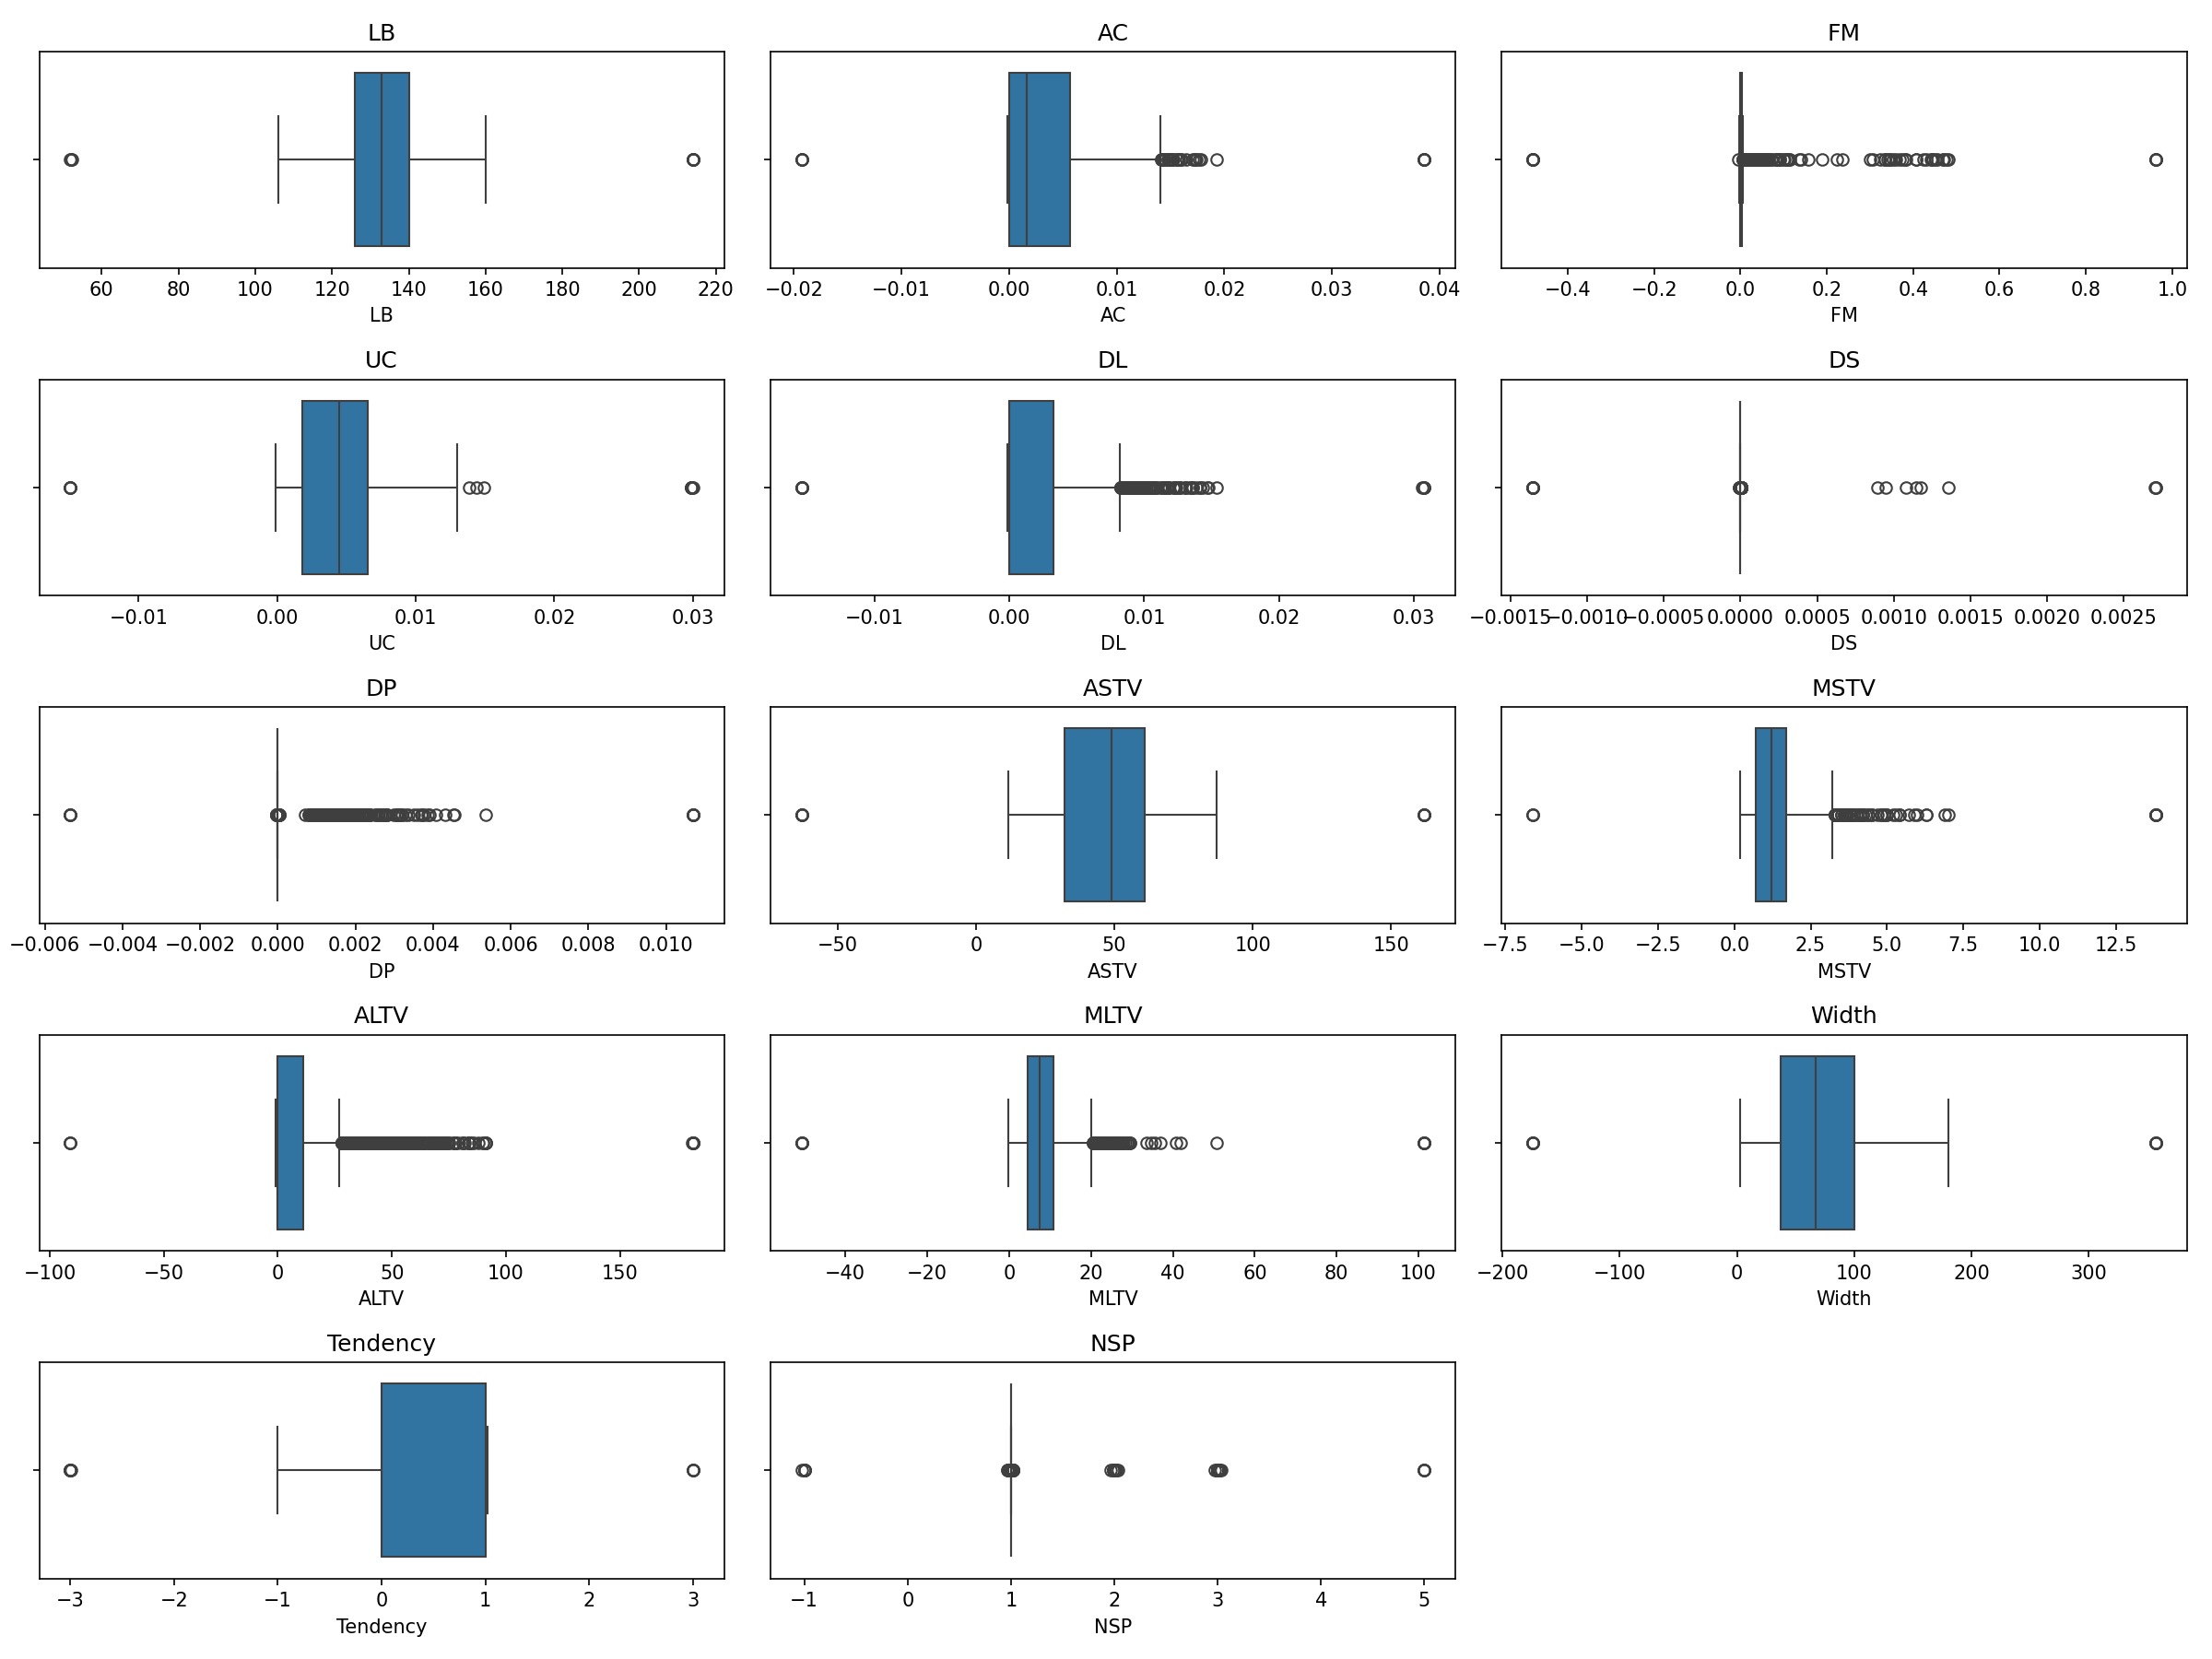 LB AC FM
60 80 100 120 140 160 180 200 220 −0.02 −0.01 0.00 0.01 0.02 0.03 0.04 −0.4 −0.2 0.0 0.2 0.4 0.6 0.8 1.0
LB AC FM
UC DL DS
−0.01 0.00 0.01 0.02 0.03 −0.01 0.00 0.01 0.02 0.03 −0.0015 −0.0010 −0.0005 0.0000 0.0005 0.0010 0.0015 0.0020 0.0025
UC DL DS
DP ASTV MSTV
−0.006 −0.004 −0.002 0.000 0.002 0.004 0.006 0.008 0.010 −50 0 50 100 150 −7.5 −5.0 −2.5 0.0 2.5 5.0 7.5 10.0 12.5
DP ASTV MSTV
ALTV MLTV Width
−100 −50 0 50 100 150 −40 −20 0 20 40 60 80 100 −200 −100 0 100 200 300
ALTV MLTV Width
Tendency NSP
−3 −2 −1 0 1 2 3 −1 0 1 2 3 4 5
Tendency NSP